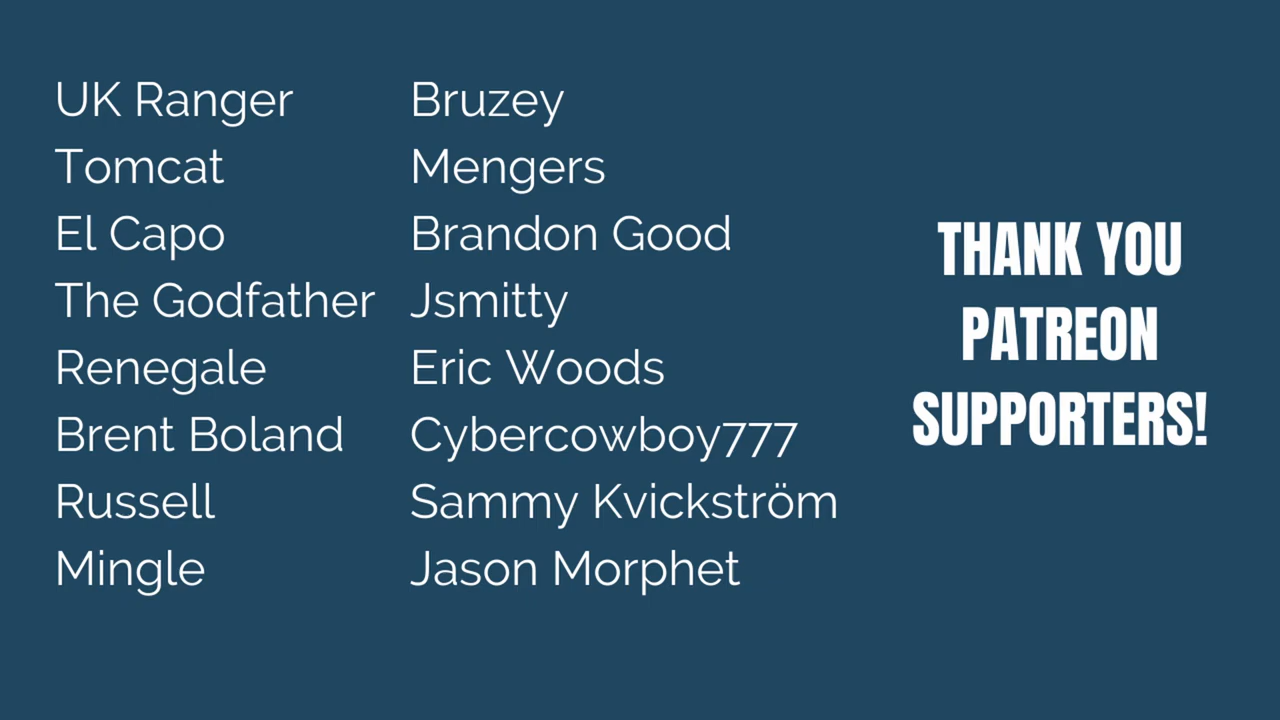 UK Ranger
Tomcat
El Capo
The Godfather
Renegale
Brent Boland
Russell
Mingle
Bruzey
Mengers
Brandon Good
Jsmitty
Eric Woods
Cybercowboy777
Sammy Kvickström
Jason Morphet
THANK YOU
PATREON
SUPPORTERS!